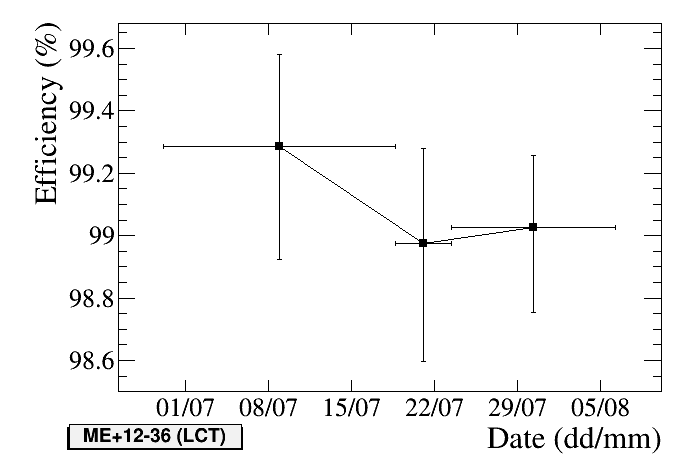 Efficiency (%)
99.6
99.4
99.2
99
98.8
98.6
01/07 08/07 15/07 22/07 29/07 05/08
ME+12-36 (LCT)
Date (dd/mm)